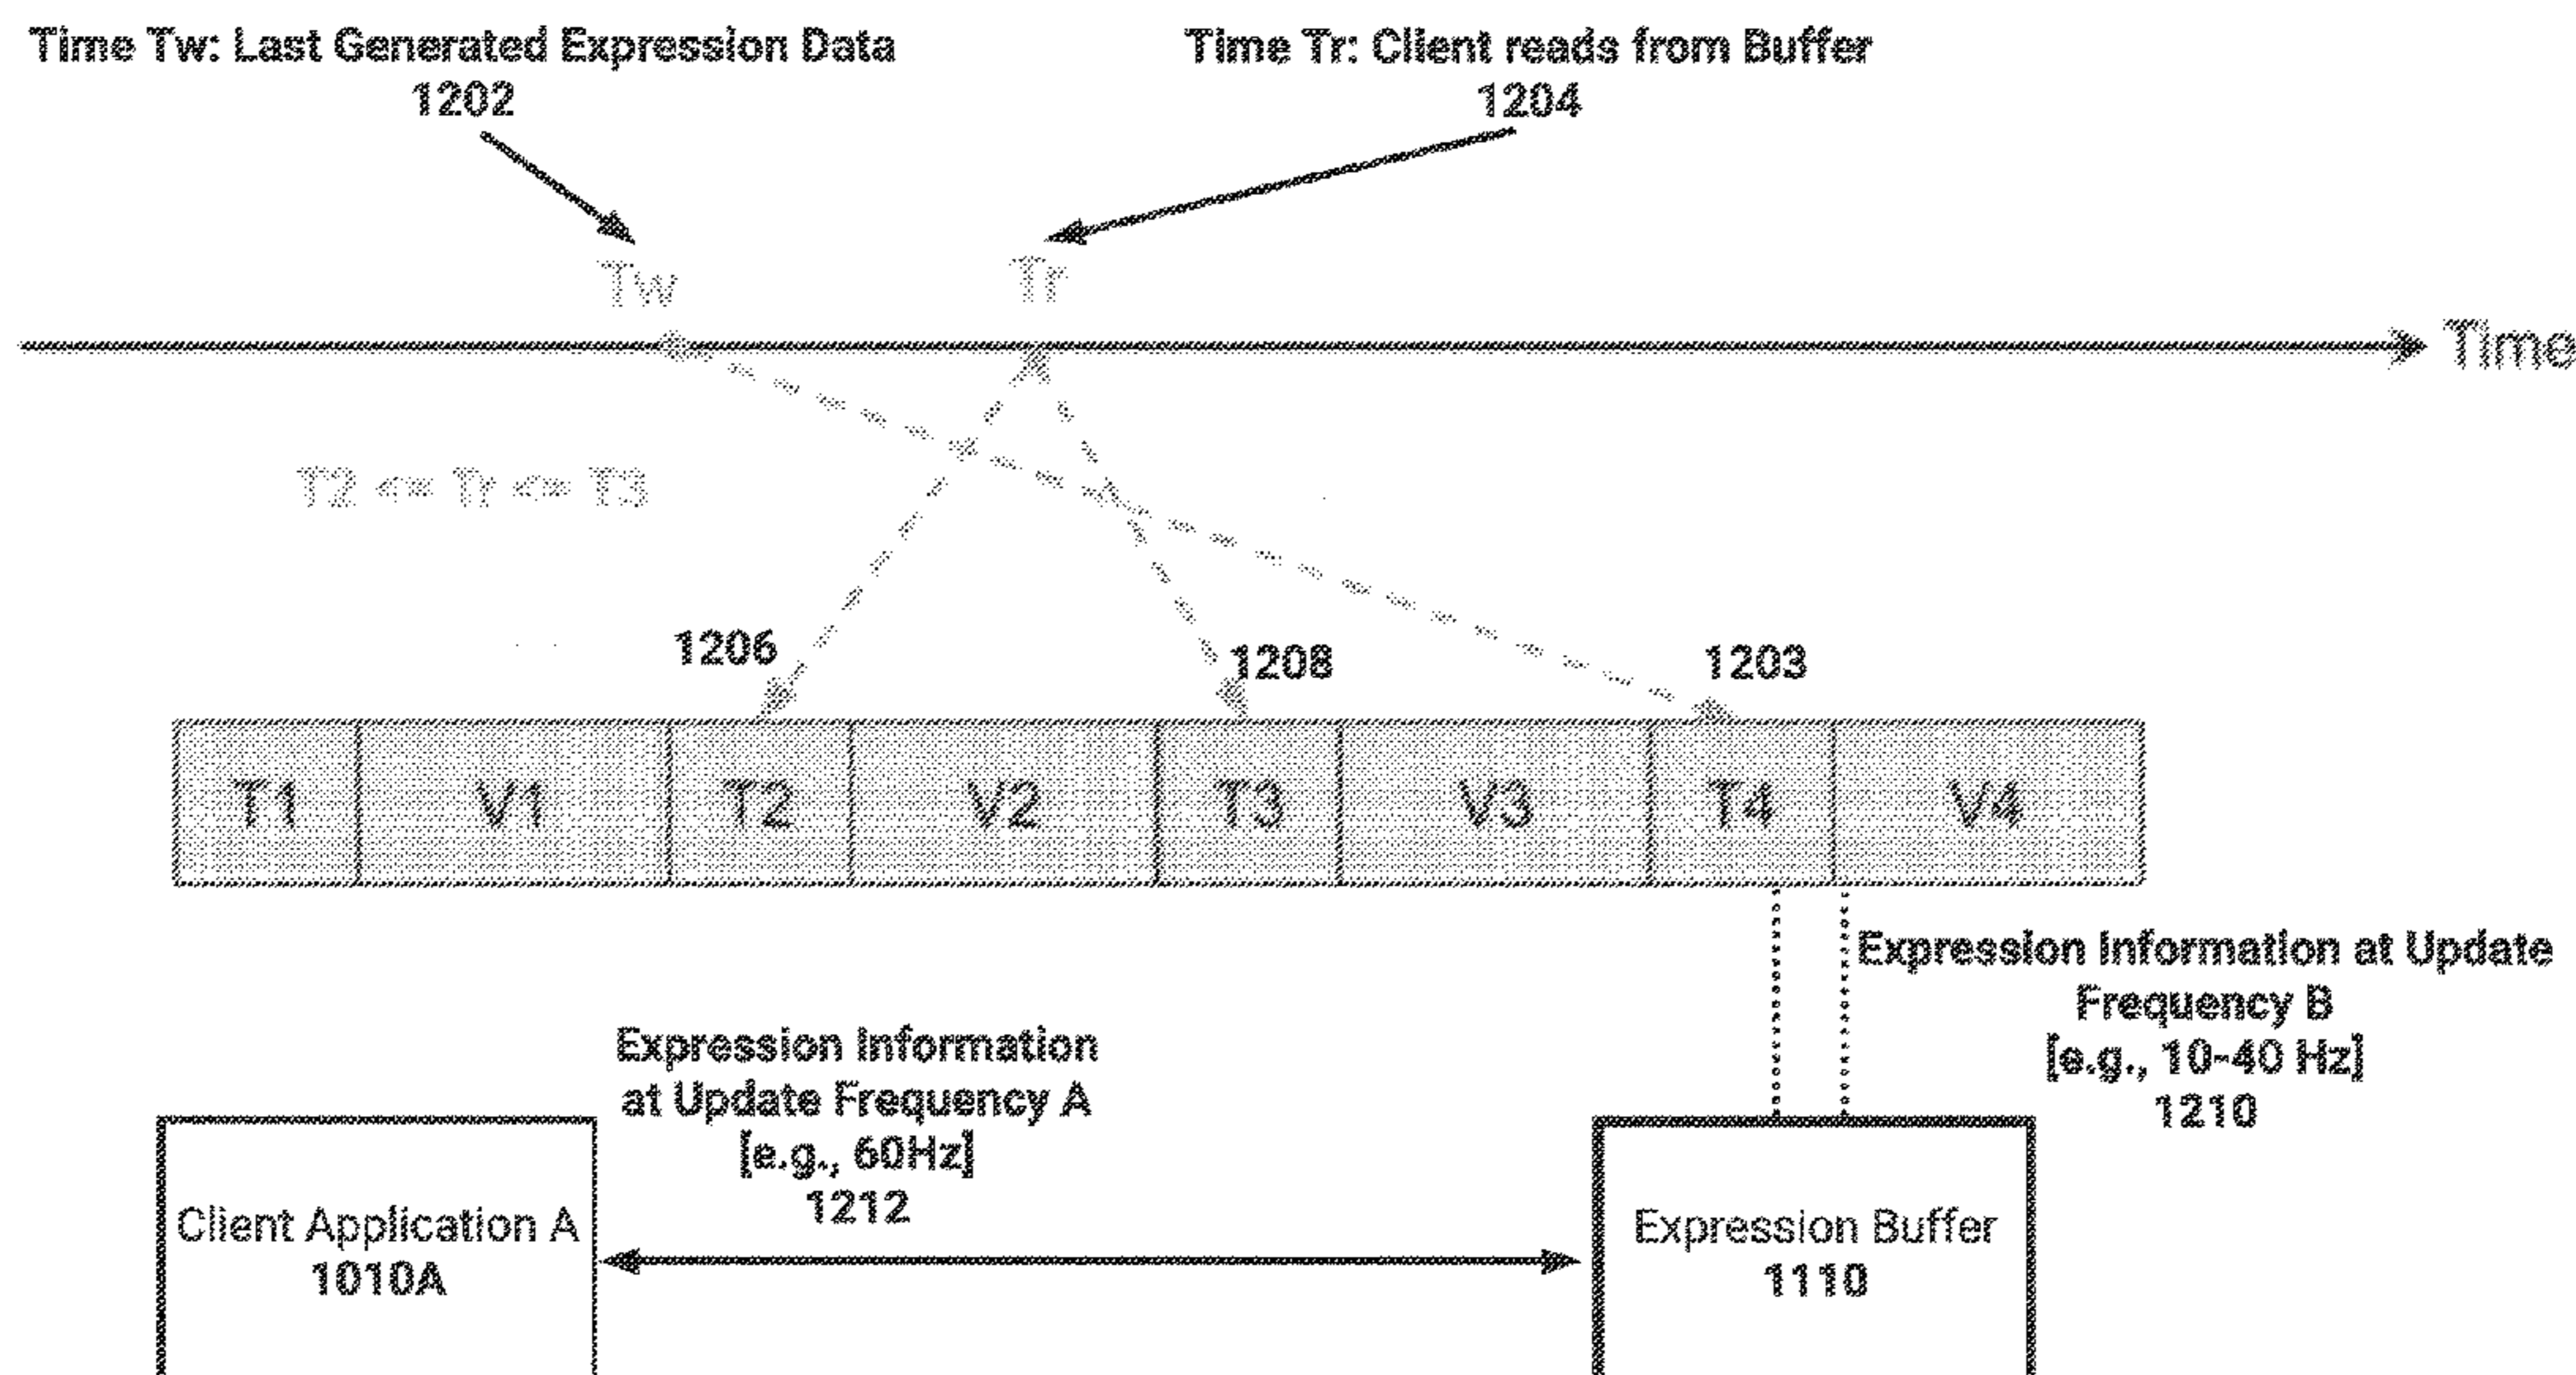 Time Tw: Last Generated Expression Data
1202
Time Tr: Client reads from Buffer
1204
Tw
Tr
Time
T2 <= Tr <= T3
1206
1208
1203
T1
V1
T2
V2
T3
V3
T4
V4
Expression Information at Update
Frequency B
[e.g., 10-40 Hz]
1210
Expression Information
at Update Frequency A
[e.g., 60Hz]
1212
Client Application A
1010A
Expression Buffer
1110